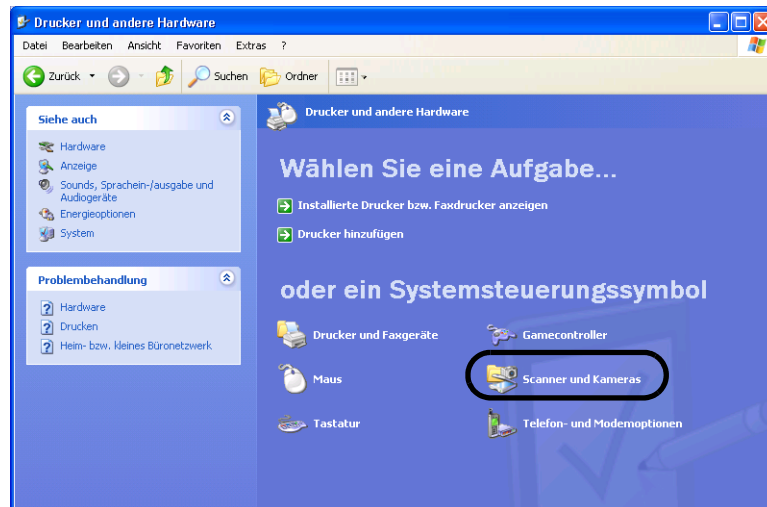 Drucker und andere Hardware
Datei Bearbeiten Ansicht Favoriten Extras ?
Zurück Suchen Ordner
Siehe auch
Hardware
Anzeige
Sounds, Sprachein-/ausgabe und
Audiogeräte
Energieoptionen
System
Problembehandlung
Hardware
Drucken
Heim- bzw. kleines Büronetzwerk
Drucker und andere Hardware
Wählen Sie eine Aufgabe...
Installierte Drucker bzw. Faxdrucker anzeigen
Drucker hinzufügen
oder ein Systemsteuerungssymbol
Drucker und Faxgeräte
Gamecontroller
Maus
Scanner und Kameras
Tastatur
Telefon- und Modemoptionen